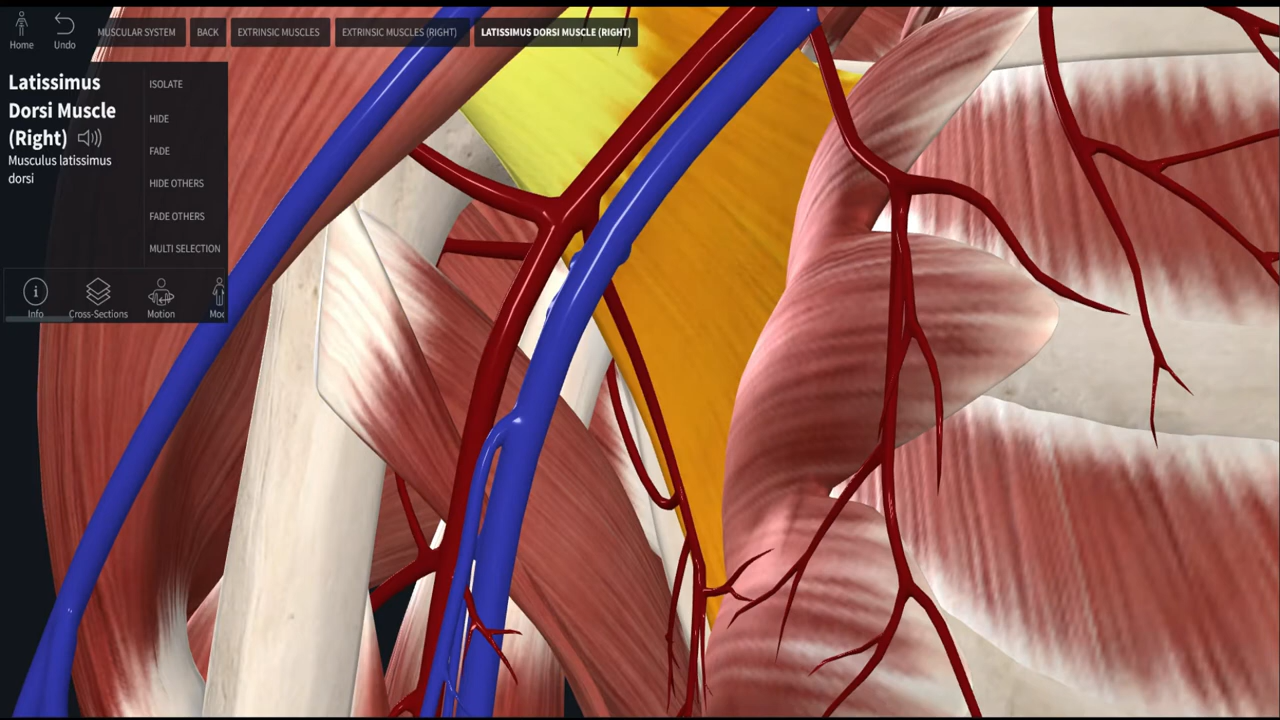 Home
Undo
MUSCULAR SYSTEM
BACK
EXTRINSIC MUSCLES
EXTRINSIC MUSCLES (RIGHT)
LATISSIMUS DORSI MUSCLE (RIGHT)
Latissimus
Dorsi Muscle
(Right)
Musculus latissimus
dorsi
ISOLATE
HIDE
FADE
HIDE OTHERS
FADE OTHERS
MULTI SELECTION
Info
Cross-Sections
Motion